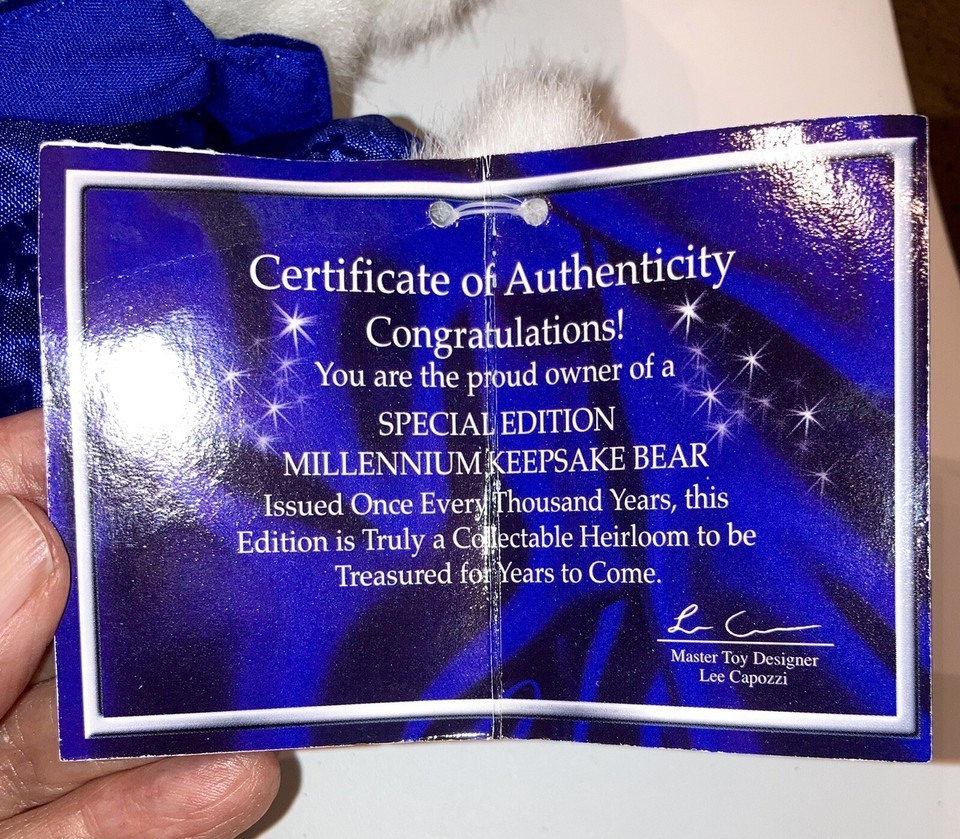 Certificate of Authenticity
Congratulations!
You are the proud owner of a
SPECIAL EDITION
MILLENNIUM KEEPSAKE BEAR
Issued Once Every Thousand Years, this
Edition is Truly a Collectable Heirloom to be
Treasured for Years to Come.
Master Toy Designer
Lee Capozzi